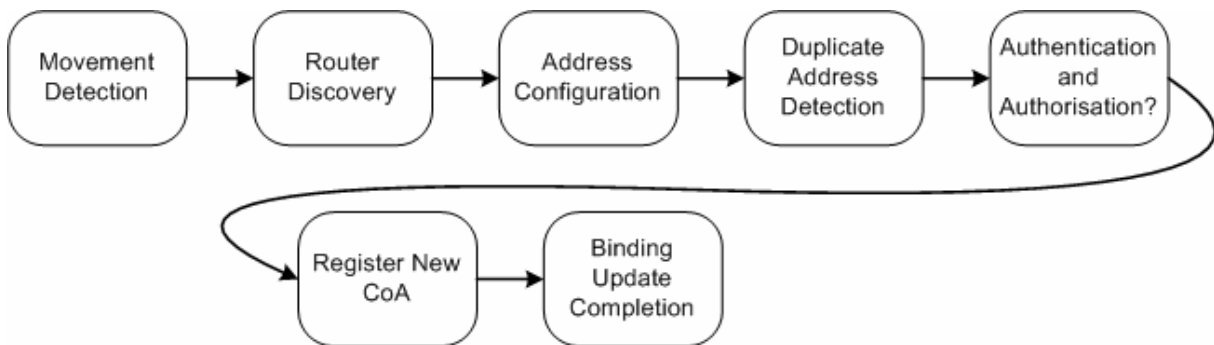 Movement
Detection
Router
Discovery
Address
Configuration
Duplicate
Address
Detection
Authentication
and
Authorisation?
Register New
CoA
Binding
Update
Completion